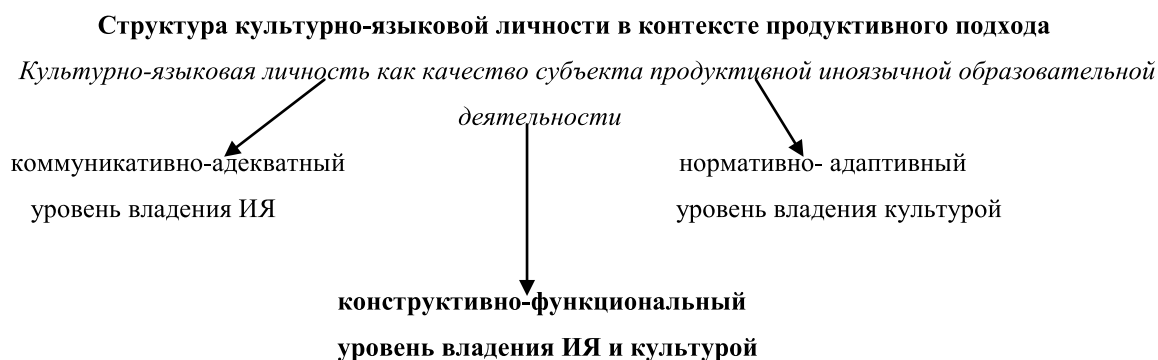 Структура культурно-языковой личности в контексте продуктивного подхода
Культурно-языковая личность как качество субъекта продуктивной иноязычной образовательной
деятельности
коммуникативно-адекватный
уровень владения ИЯ
нормативно- адаптивный
уровень владения культурой
конструктивно-функциональный
уровень владения ИЯ и культурой